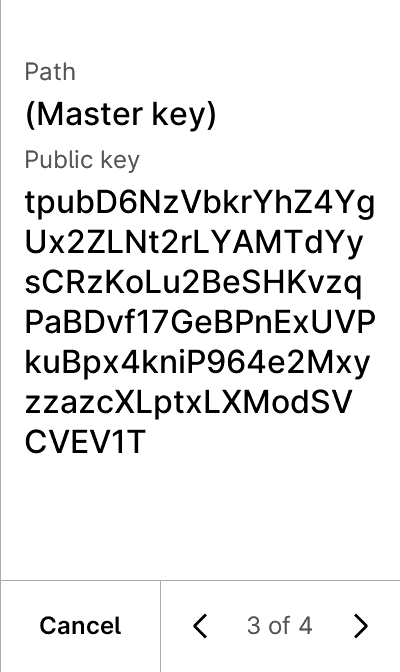 Path
(Master key)
Public key
tpubD6NzVbkrYhZ4Yg
Ux2ZLNt2rLYAMTdYy
sCRzKoLu2BeSHKvzq
PaBDvf17GeBPnExUVP
kuBpx4kniP964e2Mxy
zzazcXLptxLXModSV
CVEV1T
Cancel
3 of 4